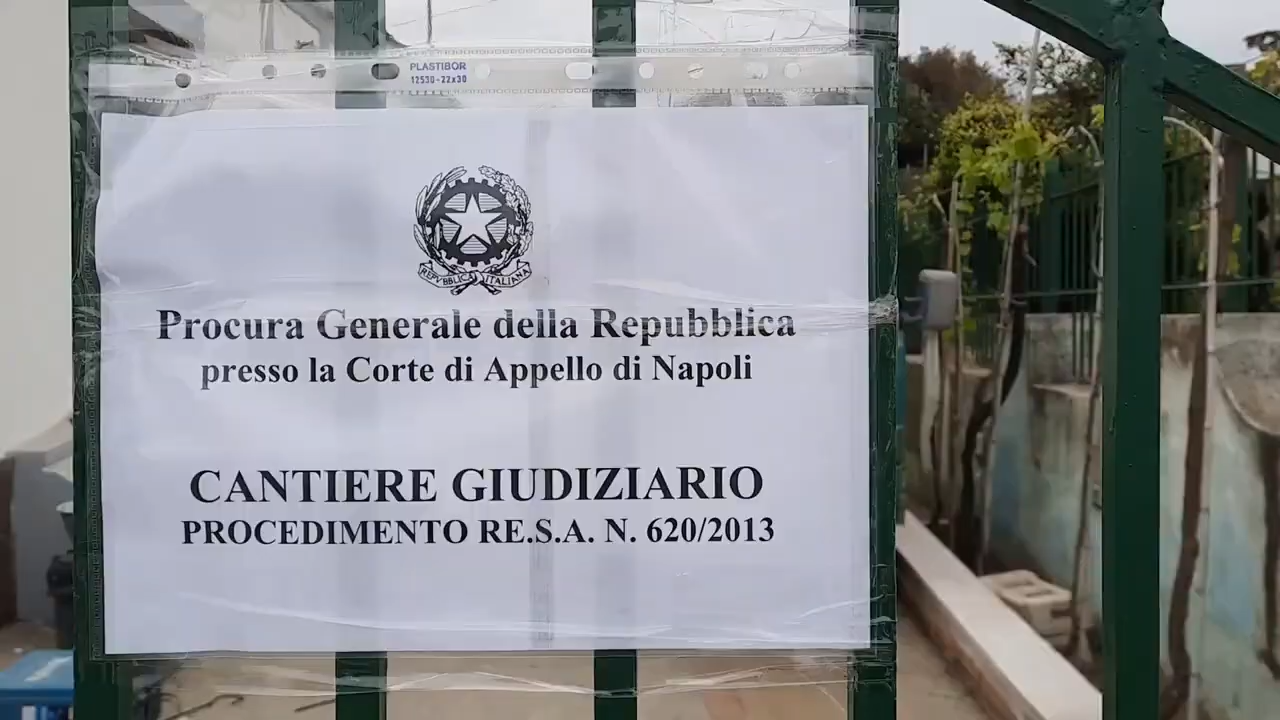 PLASTIBOR
12530-22x30
REPVBBLICA ITALIANA
Procura Generale della Repubblica
presso la Corte di Appello di Napoli
CANTIERE GIUDIZIARIO
PROCEDIMENTO RE.S.A. N. 620/2013